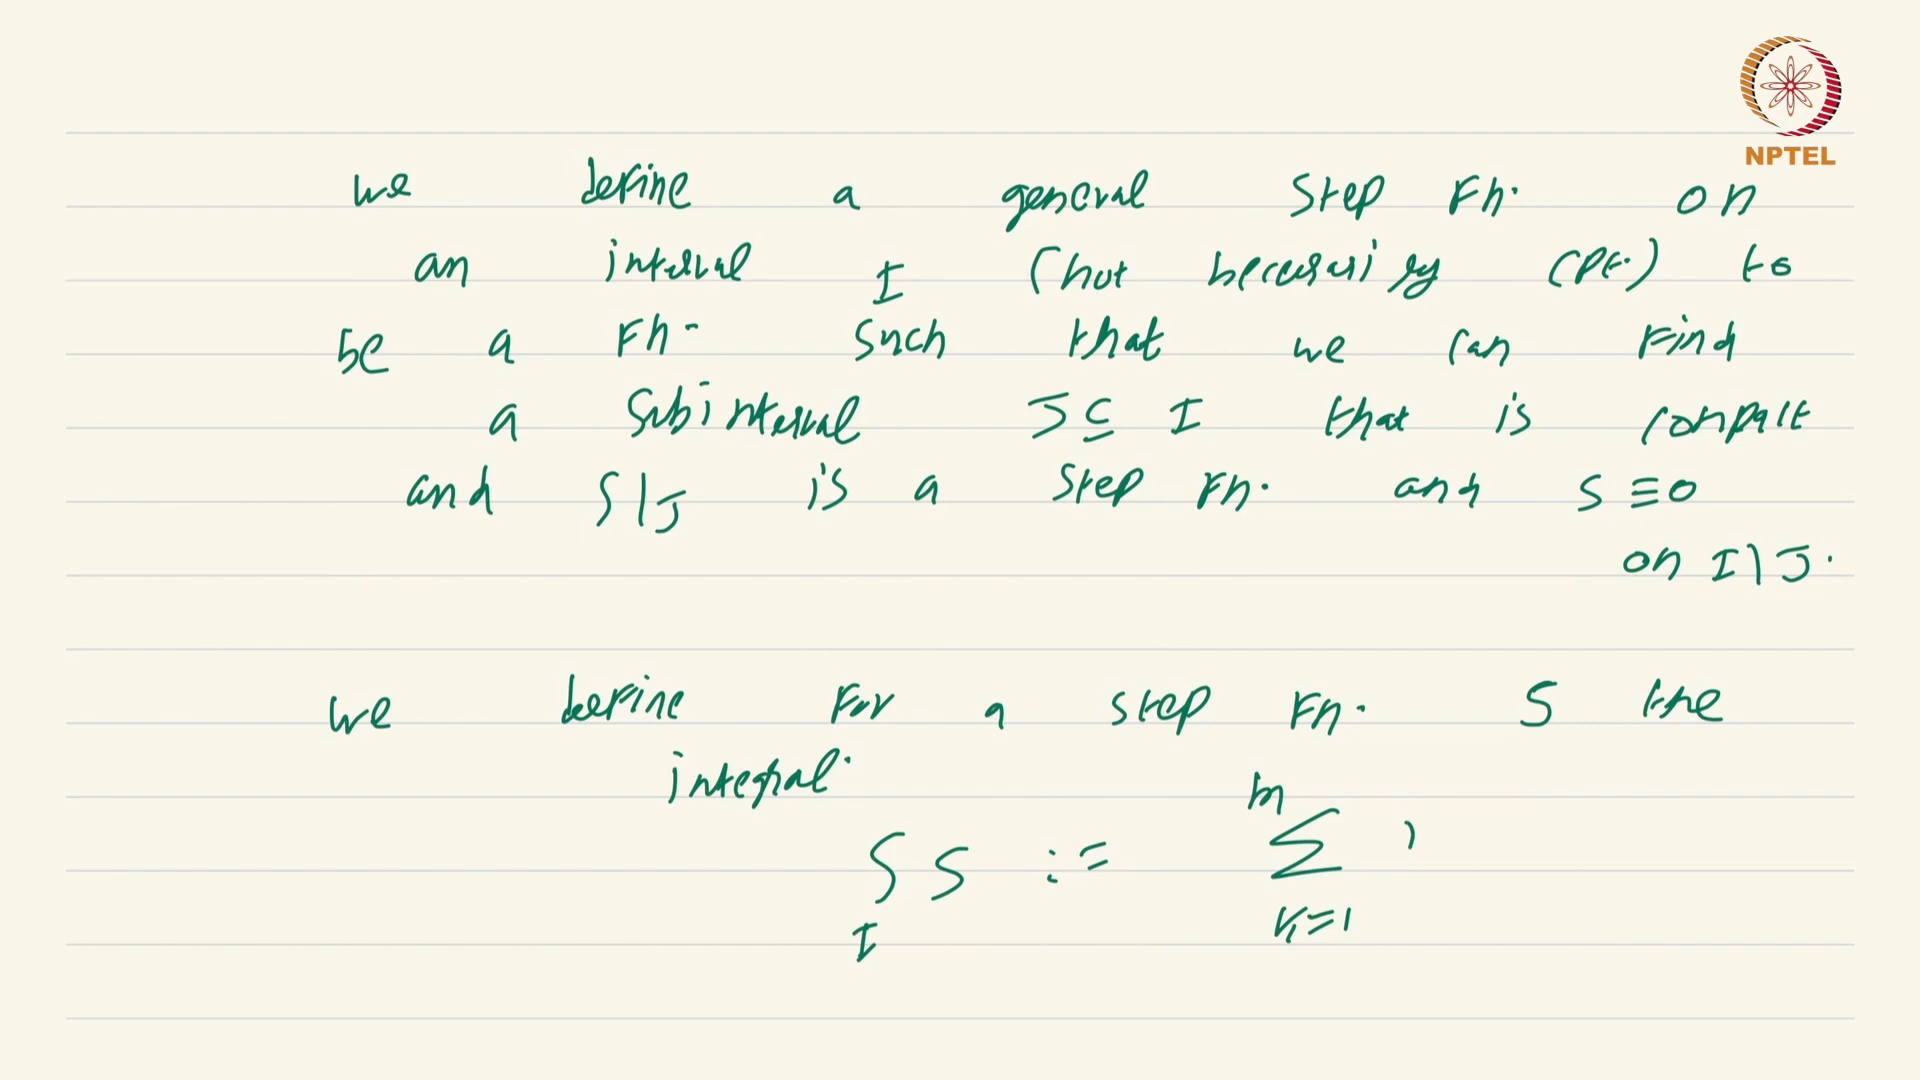 NPTEL
we define a general step Fn. on
an interval I (not necessarily cpt.) to
be a Fn. such that we can Find
a subinterval J ⊆ I that is compact
and S|J is a step Fn. and S ≡ 0
on I \ J.
we define For a step Fn. S the
integral.
∫_I S := ∑_{k=1}^{m}